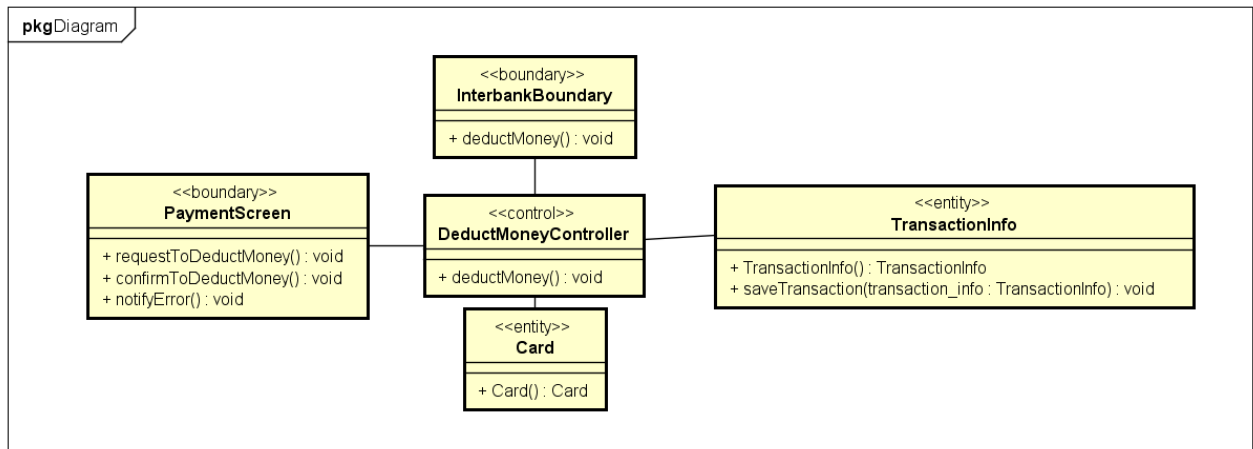 pkgDiagram
<<boundary>>
InterbankBoundary
+ deductMoney() : void
<<boundary>>
PaymentScreen
+ requestToDeductMoney() : void
+ confirmToDeductMoney() : void
+ notifyError() : void
<<control>>
DeductMoneyController
+ deductMoney() : void
<<entity>>
TransactionInfo
+ TransactionInfo() : TransactionInfo
+ saveTransaction(transaction_info : TransactionInfo) : void
<<entity>>
Card
+ Card() : Card